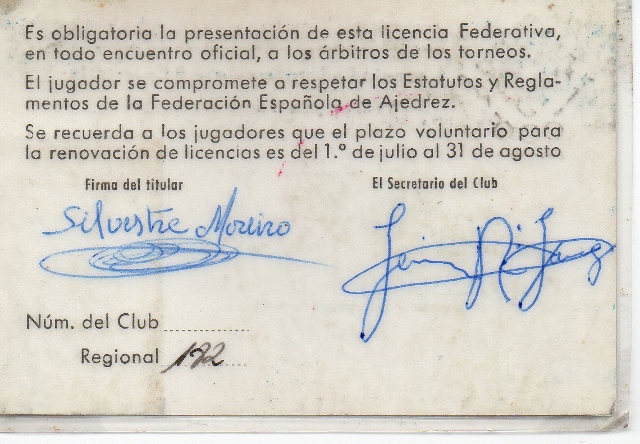 Es obligatoria la presentación de esta licencia Federativa,
en todo encuentro oficial, a los árbitros de los torneos.
El jugador se compromete a respetar los Estatutos y Regla-
mentos de la Federación Española de Ajedrez.
Se recuerda a los jugadores que el plazo voluntario para
la renovación de licencias es del 1.º de julio al 31 de agosto
Firma del titular
El Secretario del Club
Silvestre Moreiro
Núm. del Club
Regional 122